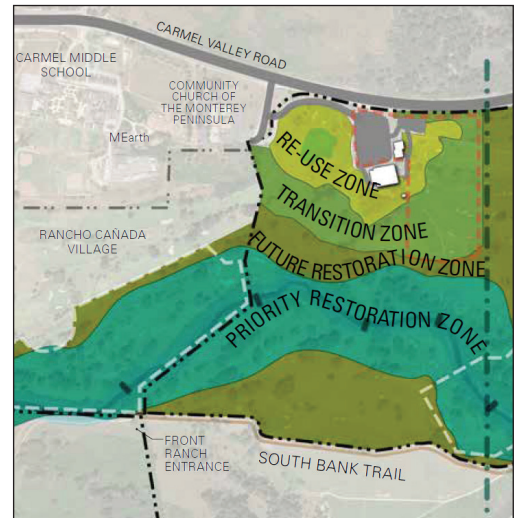 CARMEL VALLEY ROAD
CARMEL MIDDLE
SCHOOL
COMMUNITY
CHURCH OF
THE MONTEREY
PENINSULA
MEarth
RE-USE ZONE
TRANSITION ZONE
RANCHO CAÑADA
VILLAGE
FUTURE RESTORATION ZONE
PRIORITY RESTORATION ZONE
FRONT
RANCH
ENTRANCE
SOUTH BANK TRAIL